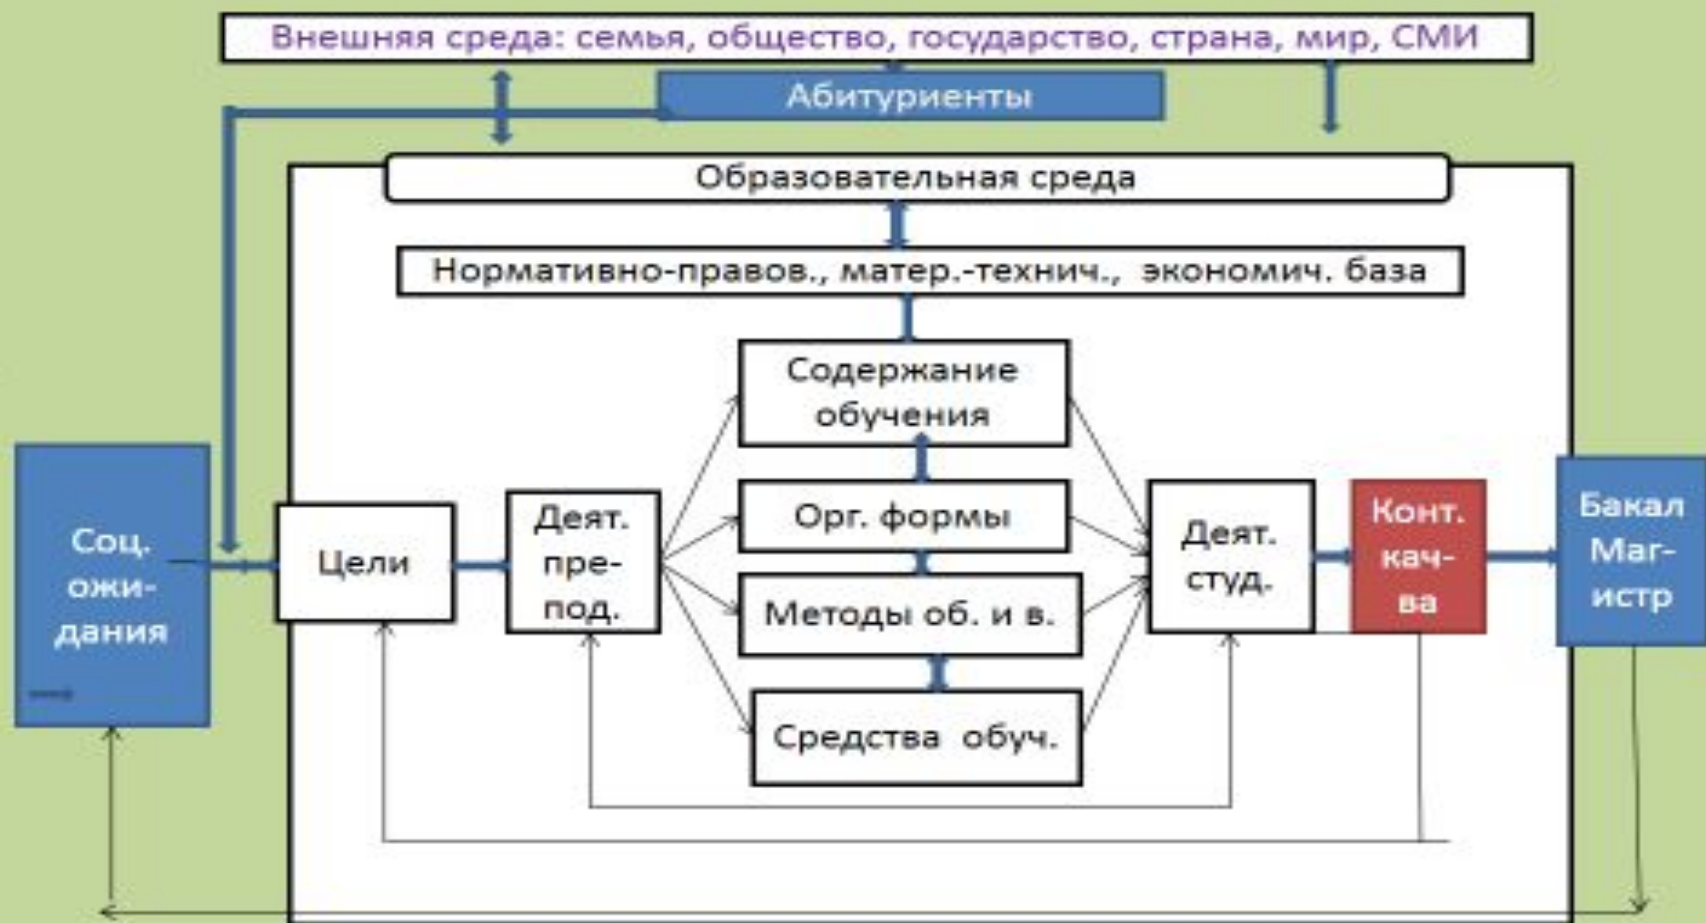 Внешняя среда: семья, общество, государство, страна, мир, СМИ
Абитуриенты
Образовательная среда
Нормативно-правов., матер.-технич., экономич. база
Содержание
обучения
Соц.
ожи-
дания
Цели
Деят.
пре-
под.
Орг. формы
Методы об. и в.
Средства обуч.
Деят.
студ.
Конт.
кач-
ва
Бакал
Маг-
истр